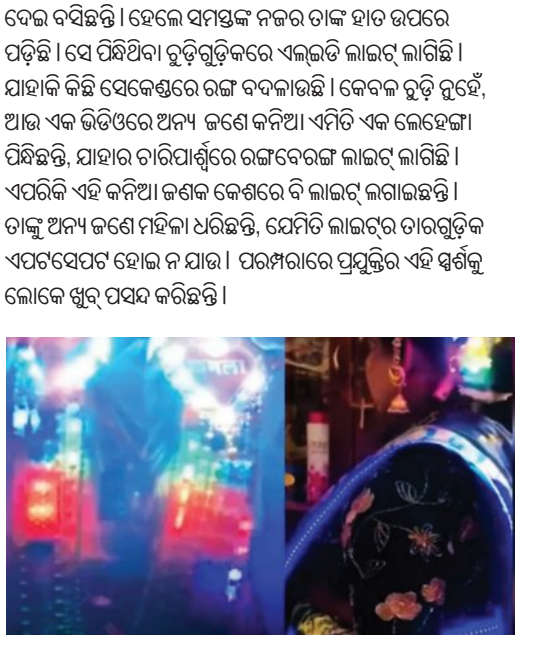 ଦେଇ ବସିଛନ୍ତି । ହେଲେ ସମସ୍ତଙ୍କ ନଜର ତାଙ୍କ ହାତ ଉପରେ
ପଡ଼ିଛି । ସେ ପିନ୍ଧିଥିବା ଚୁଡ଼ିଗୁଡ଼ିକରେ ଏଲ୍‌ଇଡି ଲାଇଟ୍ ଲାଗିଛି ।
ଯାହାକି କିଛି ସେକେଣ୍ଡରେ ରଙ୍ଗ ବଦଳାଉଛି । କେବଳ ଚୁଡ଼ି ନୁହେଁ,
ଆଉ ଏକ ଭିଡିଓରେ ଅନ୍ୟ ଜଣେ କନିଆ ଏମିତି ଏକ ଲେହେଙ୍ଗା
ପିନ୍ଧିଛନ୍ତି, ଯାହାର ଚାରିପାର୍ଶ୍ୱରେ ରଙ୍ଗବେରଙ୍ଗ ଲାଇଟ୍ ଲାଗିଛି ।
ଏପରିକି ଏହି କନିଆ ଜଣକ କେଶରେ ବି ଲାଇଟ୍ ଲଗାଇଛନ୍ତି ।
ତାଙ୍କୁ ଅନ୍ୟ ଜଣେ ମହିଳା ଧରିଛନ୍ତି, ଯେମିତି ଲାଇଟ୍‌ର ତାରଗୁଡ଼ିକ
ଏପଟସେପଟ ହୋଇ ନ ଯାଉ । ପରମ୍ପରାରେ ପ୍ରଯୁକ୍ତିର ଏହି ସ୍ପର୍ଶକୁ
ଲୋକେ ଖୁବ୍ ପସନ୍ଦ କରିଛନ୍ତି ।